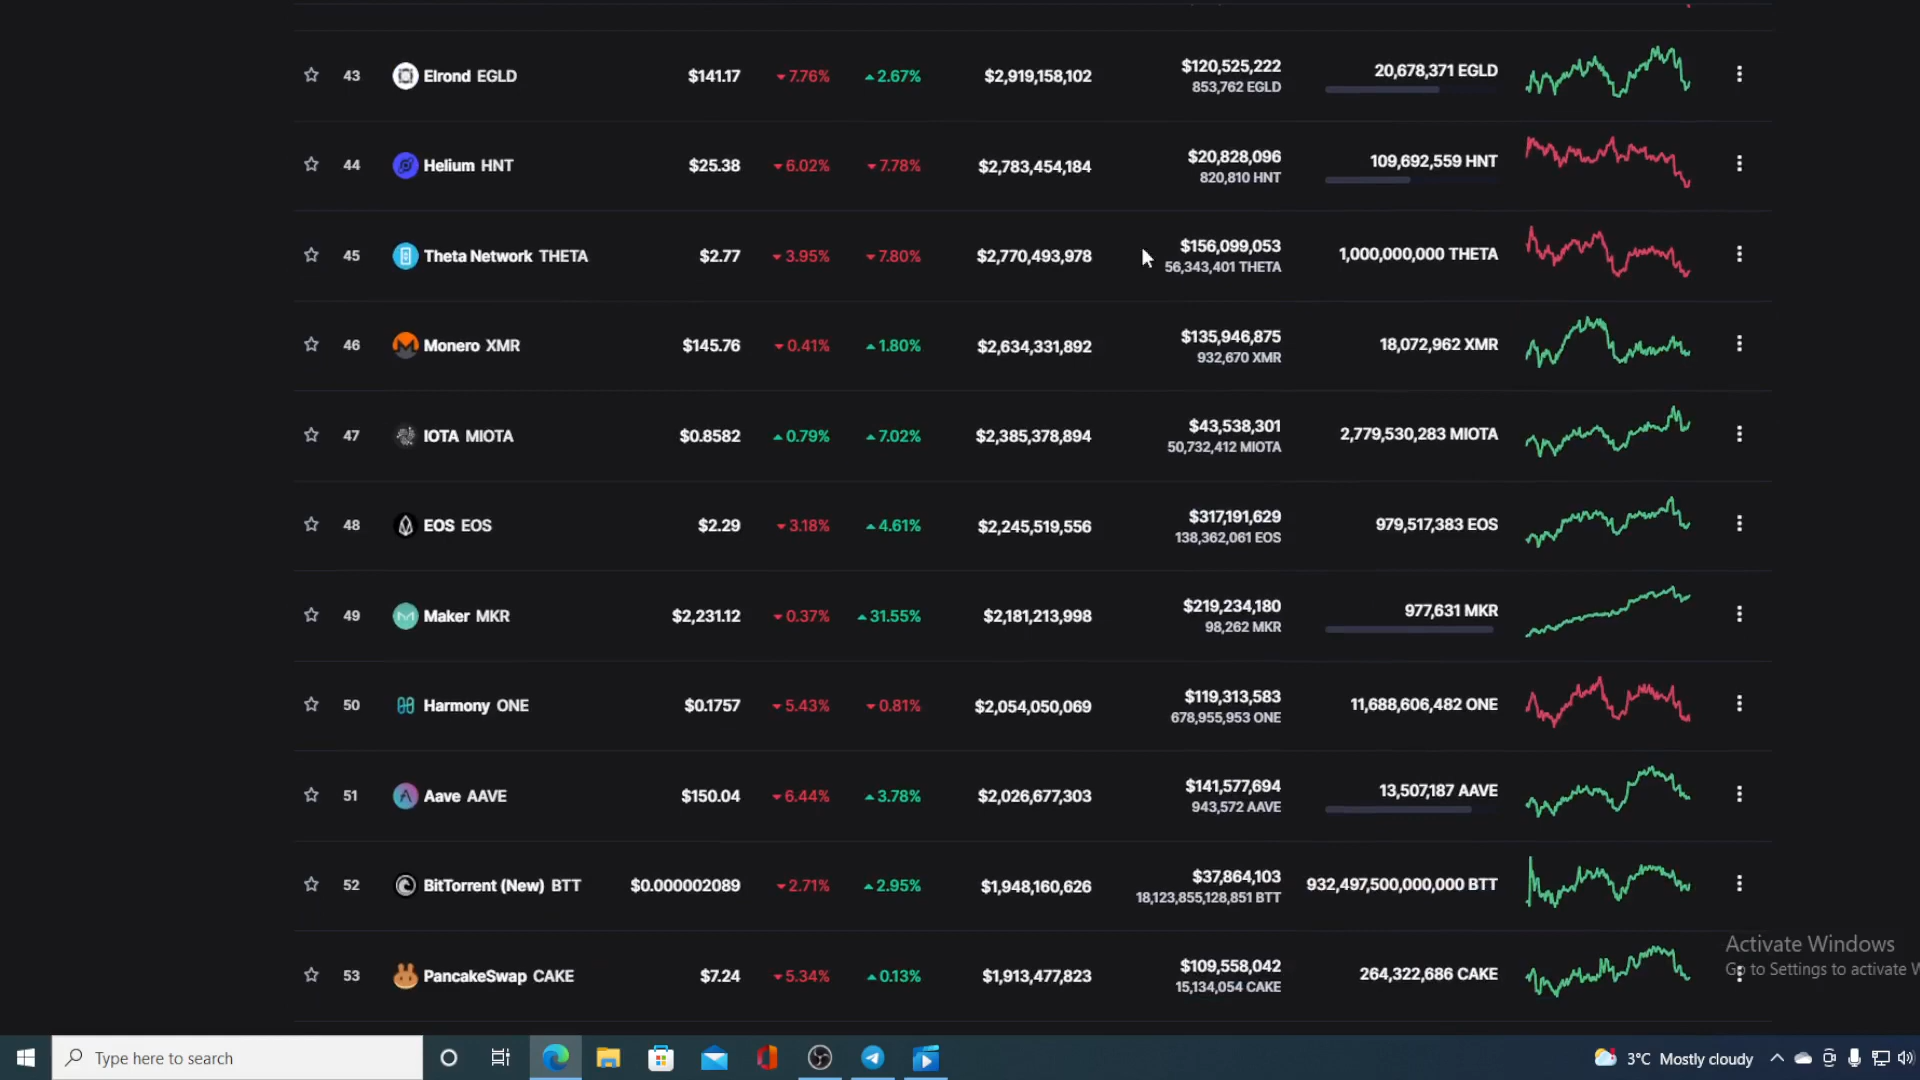 43 Elrond EGLD $141.17 7.76% 2.67% $2,919,158,102 $120,525,222 20,678,371 EGLD
853,762 EGLD
44 Helium HNT $25.38 6.02% 7.78% $2,783,454,184 $20,828,096 109,692,559 HNT
820,810 HNT
45 Theta Network THETA $2.77 3.95% 7.80% $2,770,493,978 $156,099,053 1,000,000,000 THETA
56,343,401 THETA
46 Monero XMR $145.76 0.41% 1.80% $2,634,331,892 $135,946,875 18,072,962 XMR
932,670 XMR
47 IOTA MIOTA $0.8582 0.79% 7.02% $2,385,378,894 $43,538,301 2,779,530,283 MIOTA
50,732,412 MIOTA
48 EOS EOS $2.29 3.18% 4.61% $2,245,519,556 $317,191,629 979,517,383 EOS
138,362,061 EOS
49 Maker MKR $2,231.12 0.37% 31.55% $2,181,213,998 $219,234,180 977,631 MKR
98,262 MKR
50 Harmony ONE $0.1757 5.43% 0.81% $2,054,050,069 $119,313,583 11,688,606,482 ONE
678,955,953 ONE
51 Aave AAVE $150.04 6.44% 3.78% $2,026,677,303 $141,577,694 13,507,187 AAVE
943,572 AAVE
52 BitTorrent (New) BTT $0.000002089 2.71% 2.95% $1,948,160,626 $37,864,103 932,497,500,000,000 BTT
18,123,855,128,851 BTT
53 PancakeSwap CAKE $7.24 5.34% 0.13% $1,913,477,823 $109,558,042 264,322,686 CAKE
15,134,054 CAKE
Activate Windows
Go to Settings to activate W
Type here to search
3°C Mostly cloudy